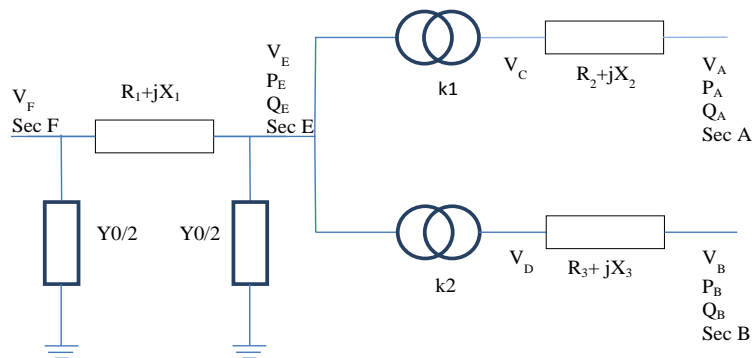 V_F
Sec F
R_1+jX_1
Y0/2
Y0/2
V_E
P_E
Q_E
Sec E
k1
V_C
R_2+jX_2
V_A
P_A
Q_A
Sec A
k2
V_D
R_3+ jX_3
V_B
P_B
Q_B
Sec B